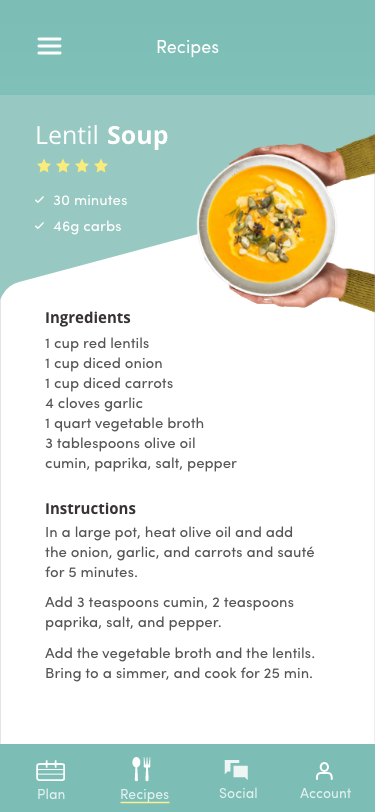 Recipes
Lentil Soup
30 minutes
46g carbs
Ingredients
1 cup red lentils
1 cup diced onion
1 cup diced carrots
4 cloves garlic
1 quart vegetable broth
3 tablespoons olive oil
cumin, paprika, salt, pepper
Instructions
In a large pot, heat olive oil and add
the onion, garlic, and carrots and sauté
for 5 minutes.
Add 3 teaspoons cumin, 2 teaspoons
paprika, salt, and pepper.
Add the vegetable broth and the lentils.
Bring to a simmer, and cook for 25 min.
Plan
Recipes
Social
Account